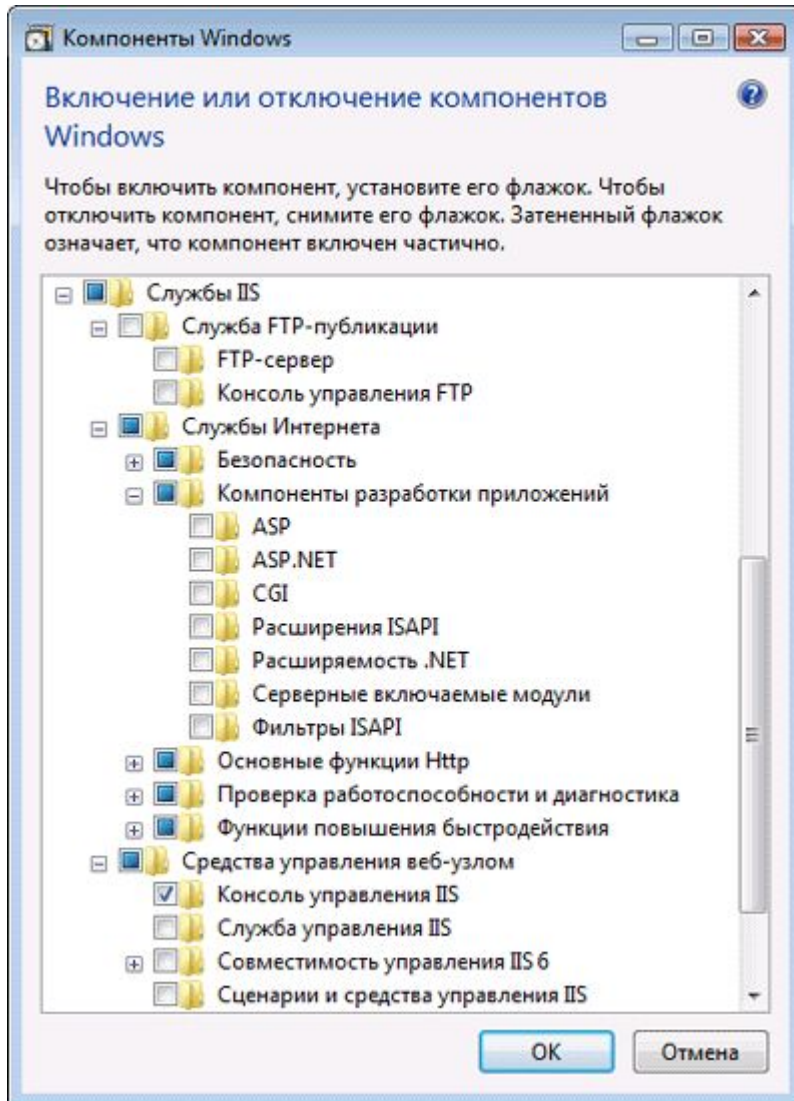 Компоненты Windows
Включение или отключение компонентов
Windows
Чтобы включить компонент, установите его флажок. Чтобы
отключить компонент, снимите его флажок. Затененный флажок
означает, что компонент включен частично.
Службы IIS
Служба FTP-публикации
FTP-сервер
Консоль управления FTP
Службы Интернета
Безопасность
Компоненты разработки приложений
ASP
ASP.NET
CGI
Расширения ISAPI
Расширяемость .NET
Серверные включаемые модули
Фильтры ISAPI
Основные функции Http
Проверка работоспособности и диагностика
Функции повышения быстродействия
Средства управления веб-узлом
Консоль управления IIS
Служба управления IIS
Совместимость управления IIS 6
Сценарии и средства управления IIS
OK Отмена